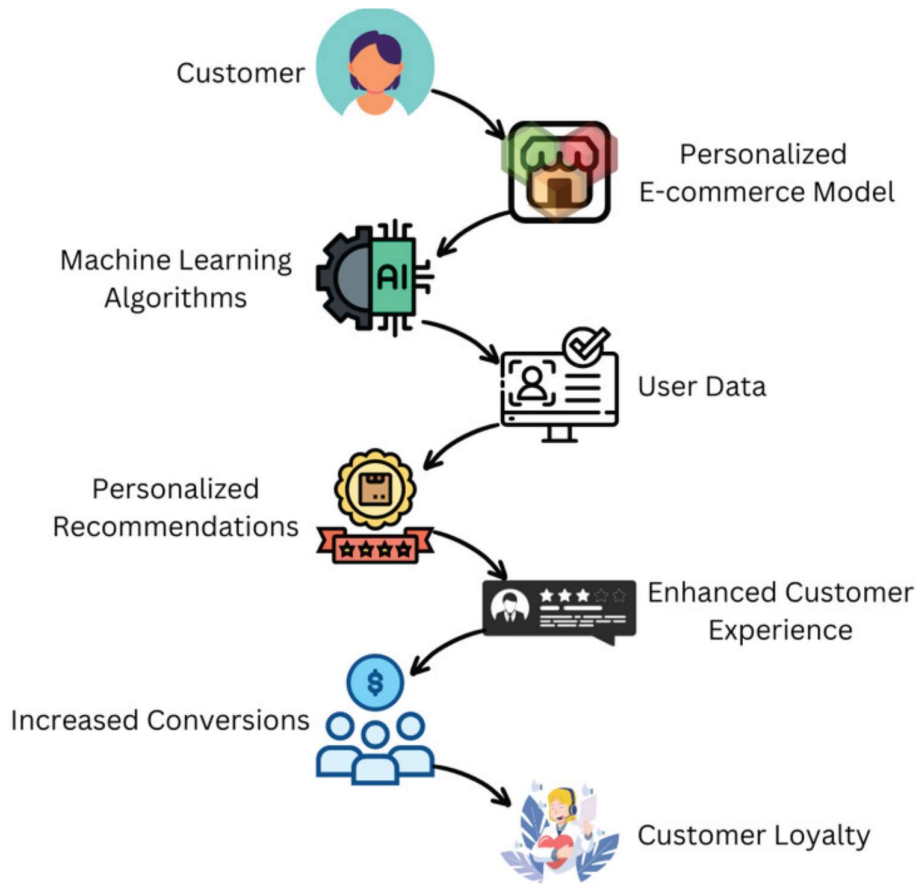 Customer
Personalized
E-commerce Model
Machine Learning
Algorithms
AI
User Data
Personalized
Recommendations
Enhanced Customer
Experience
$
Increased Conversions
Customer Loyalty